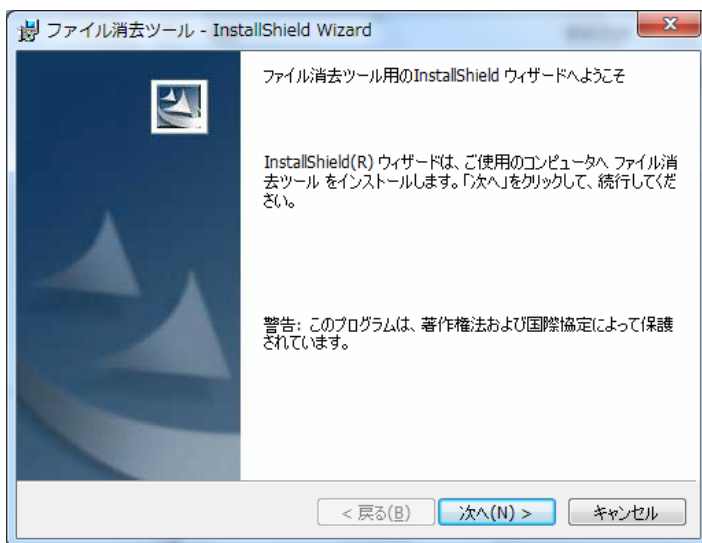 ファイル消去ツール - InstallShield Wizard
ファイル消去ツール用のInstallShield ウィザードへようこそ
InstallShield(R) ウィザードは、ご使用のコンピュータへ ファイル消
去ツール をインストールします。「次へ」をクリックして、続行してくだ
さい。
警告: このプログラムは、著作権法および国際協定によって保護
されています。
< 戻る(B) 次へ(N) > キャンセル